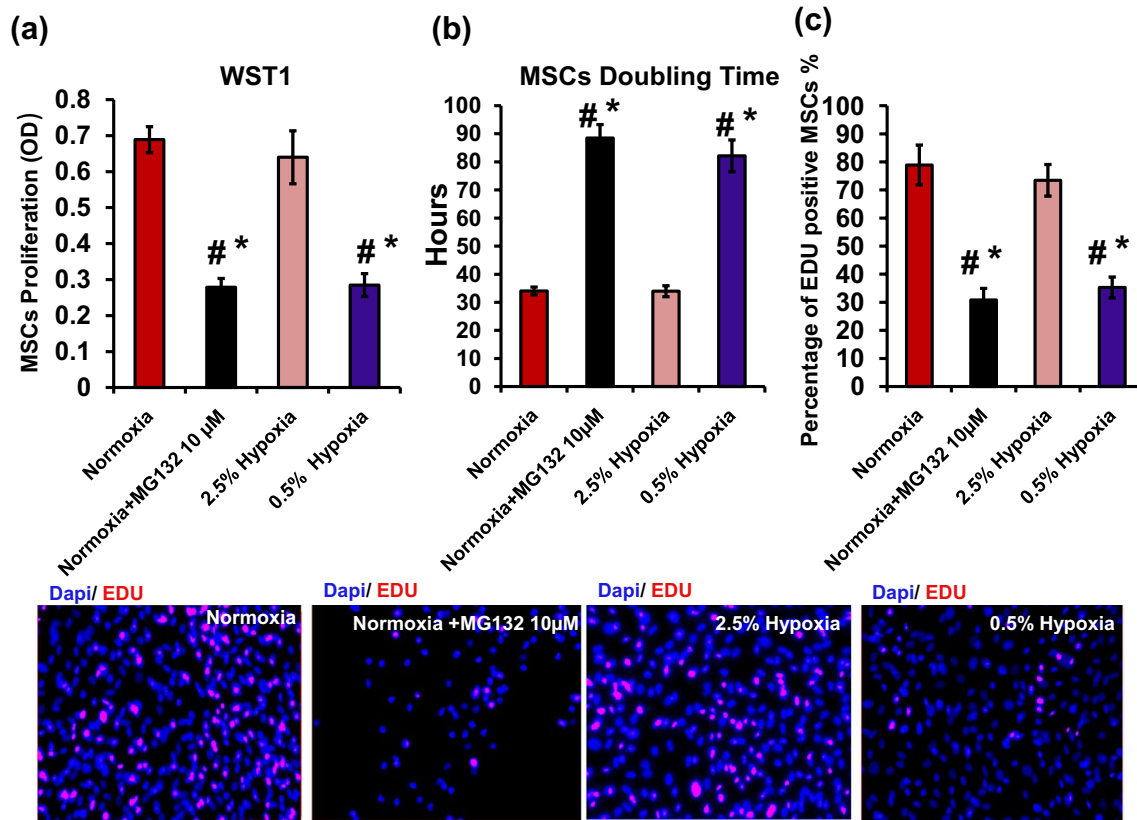 (a)
WST1
MSCs Proliferation (OD)
0.8
0.7
0.6
0.5
0.4
0.3
0.2
0.1
0
# *
# *
Normoxia
Normoxia+MG132 10 µM
2.5% Hypoxia
0.5% Hypoxia
(b)
MSCs Doubling Time
Hours
100
90
80
70
60
50
40
30
20
10
0
# *
# *
Normoxia
Normoxia+MG132 10µM
2.5% Hypoxia
0.5% Hypoxia
(c)
Percentage of EDU positive MSCs %
100
90
80
70
60
50
40
30
20
10
0
# *
# *
Normoxia
Normoxia+MG132 10µM
2.5% Hypoxia
0.5% Hypoxia
Dapi/ EDU
Normoxia
Dapi/ EDU
Normoxia +MG132 10µM
Dapi/ EDU
2.5% Hypoxia
Dapi/ EDU
0.5% Hypoxia